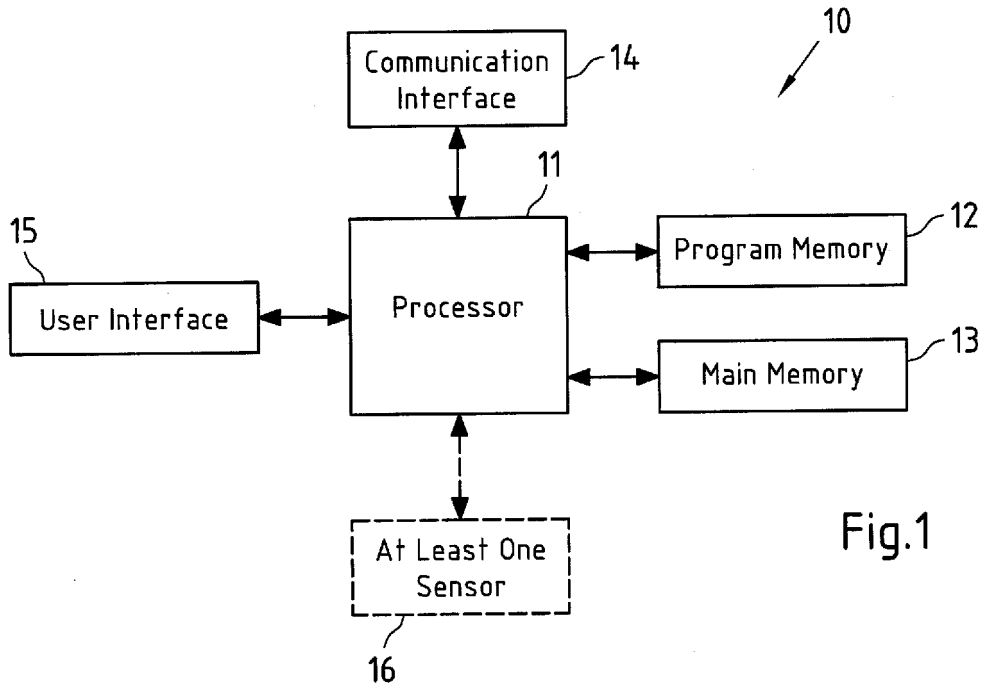 10
Communication
Interface
14
11
15
12
Program Memory
User Interface
Processor
13
Main Memory
At Least One
Sensor
16
Fig.1